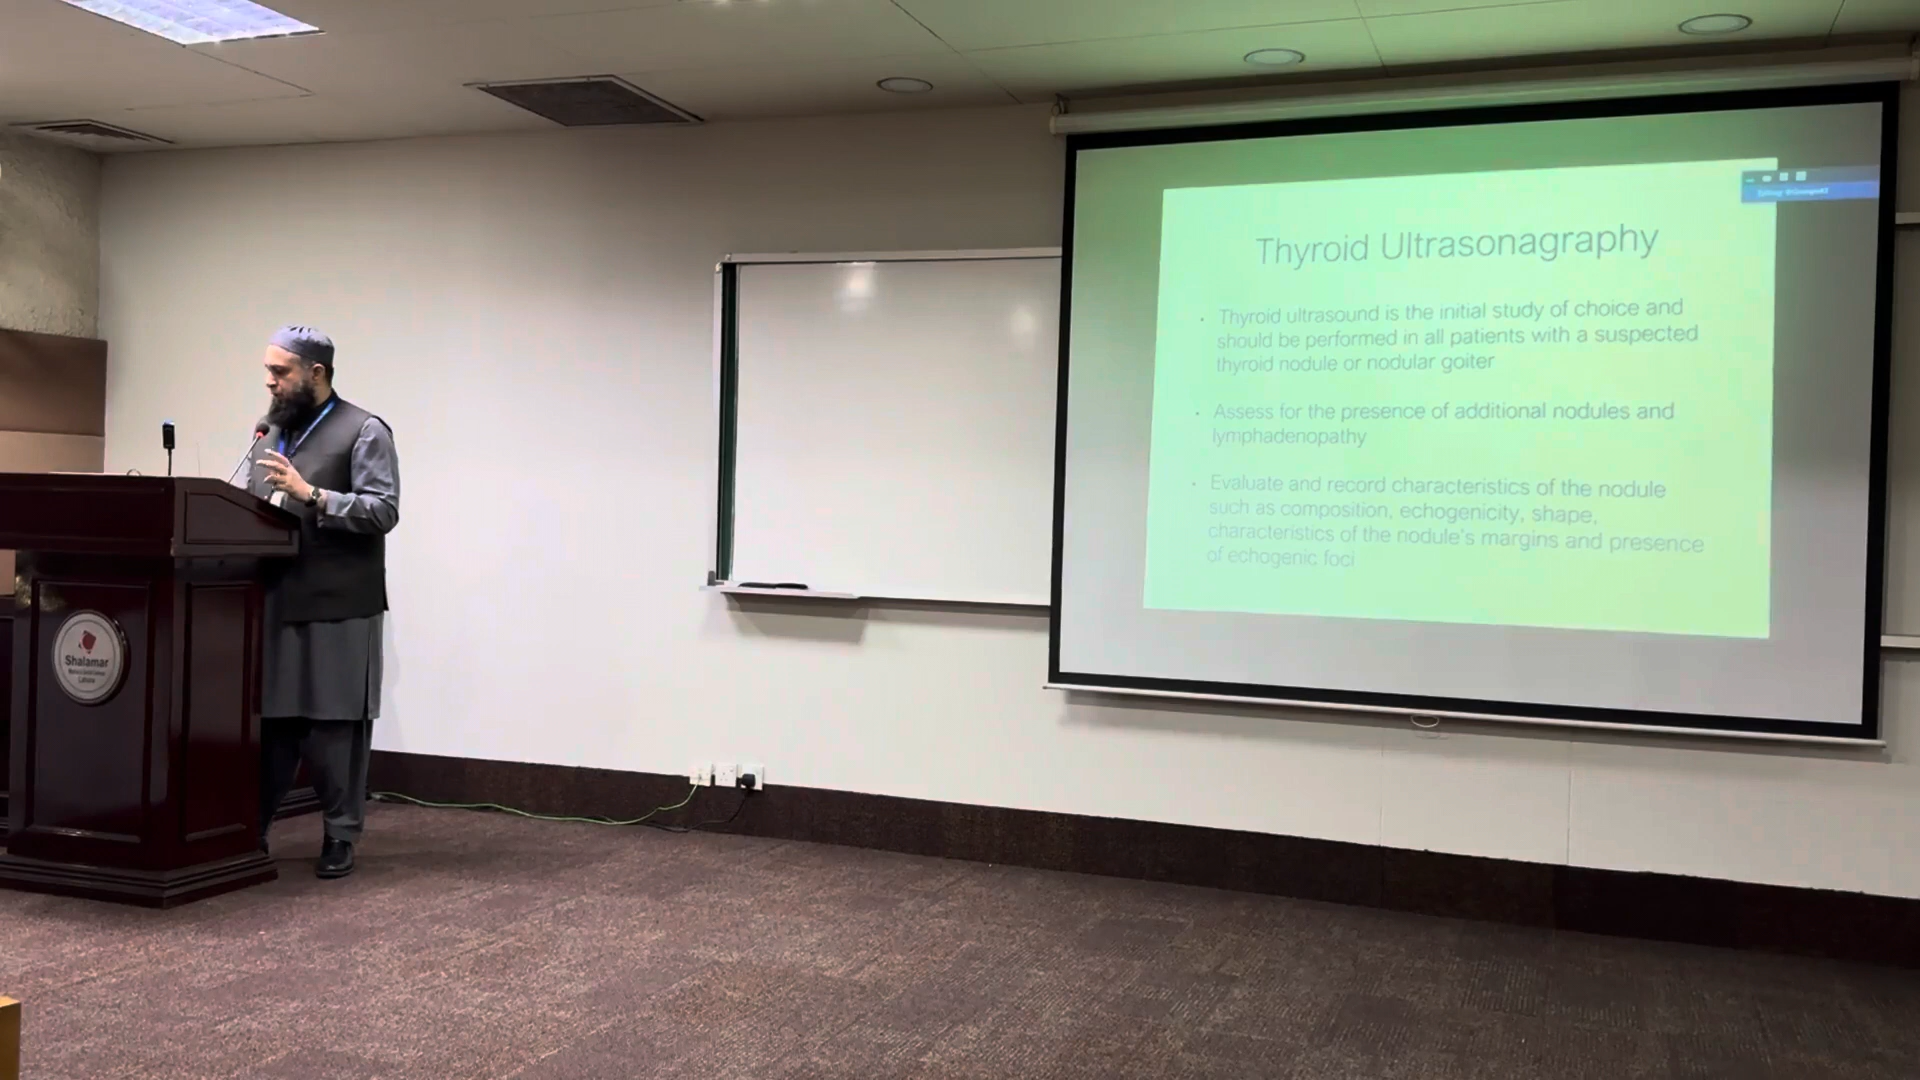 Thyroid Ultrasonagraphy
• Thyroid ultrasound is the initial study of choice and
should be performed in all patients with a suspected
thyroid nodule or nodular goiter
• Assess for the presence of additional nodules and
lymphadenopathy
• Evaluate and record characteristics of the nodule
such as composition, echogenicity, shape,
characteristics of the nodule's margins and presence
of echogenic foci
Shalamar
Lahore